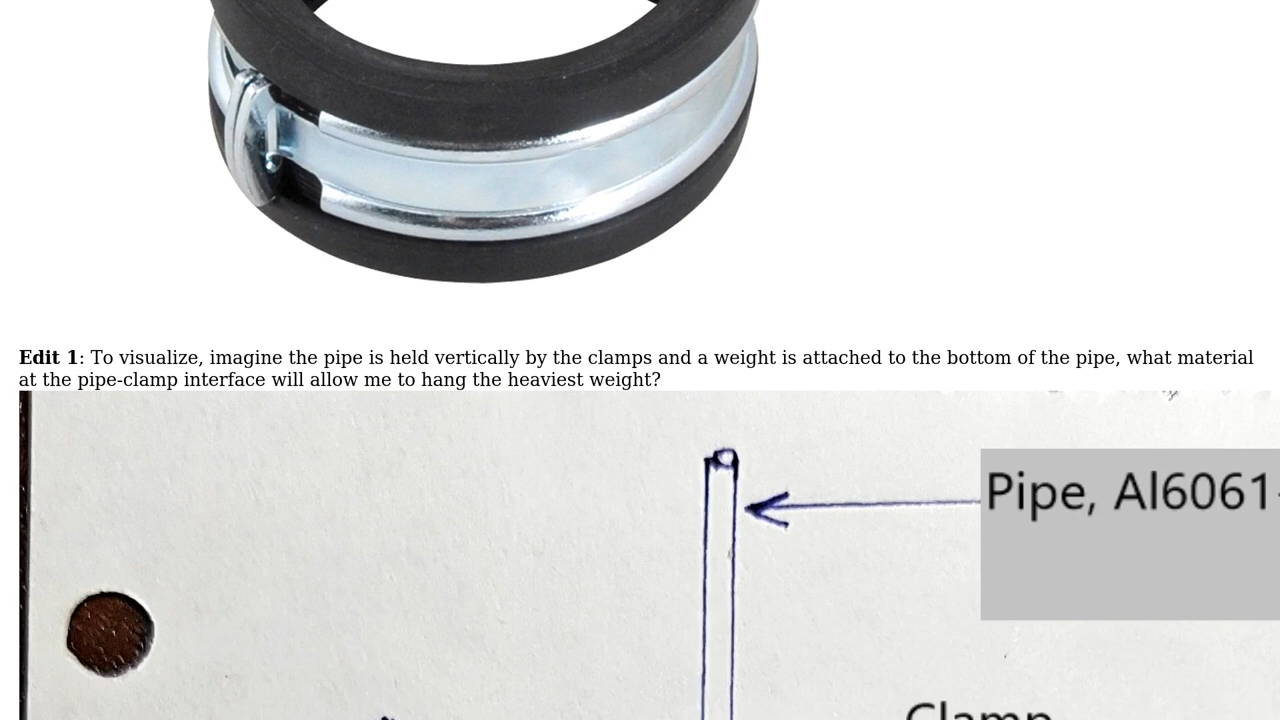 Edit 1: To visualize, imagine the pipe is held vertically by the clamps and a weight is attached to the bottom of the pipe, what material
at the pipe-clamp interface will allow me to hang the heaviest weight?
Pipe, Al6061-
Clamp